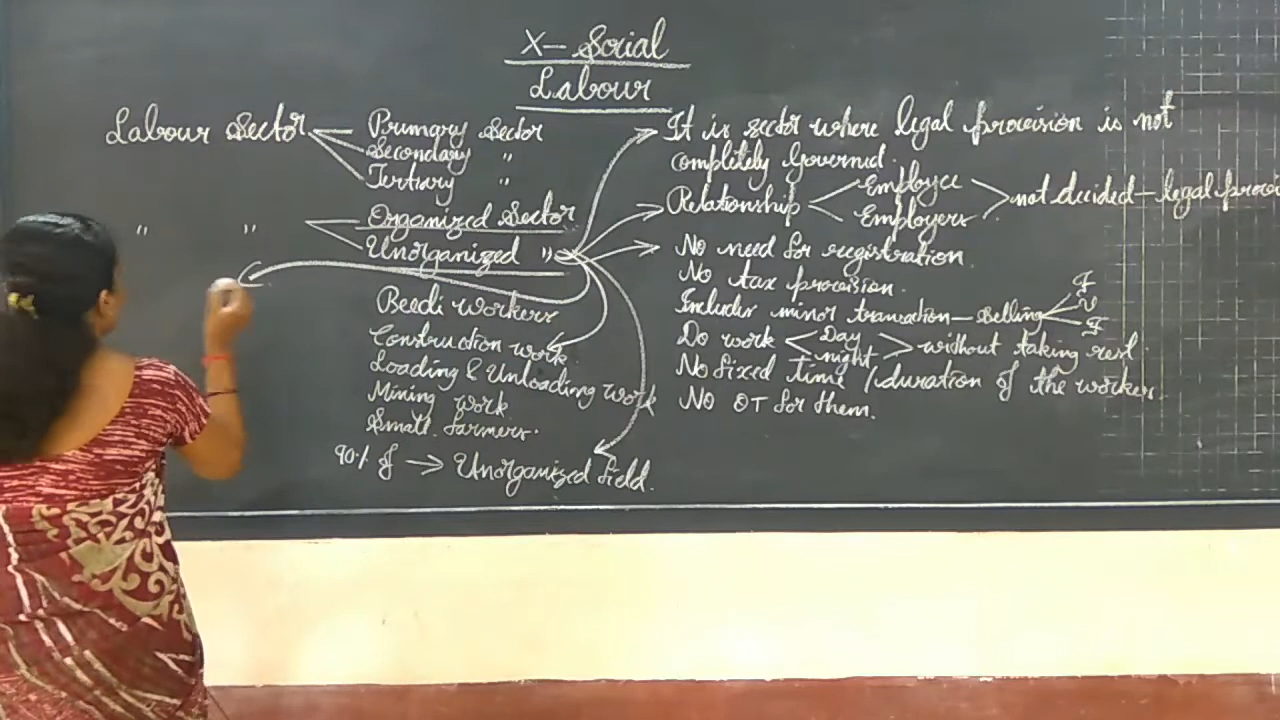 X- Social
Labour
Labour Sector
Primary Sector
Secondary "
Tertiary "
" "
Organized Sector
Unorganized "
Beedi workers
Construction work
Loading & Unloading work
Mining work
Small farmers.
90% of → Unorganized field.
It is sector where legal provision is not
completely Governed.
Relationship Employee Employers not decided - legal
No need for registration
No tax provision.
Includes minor transaction - selling F V F
Do work Day night without taking rest.
No fixed time / duration of the workers.
No OT for them.